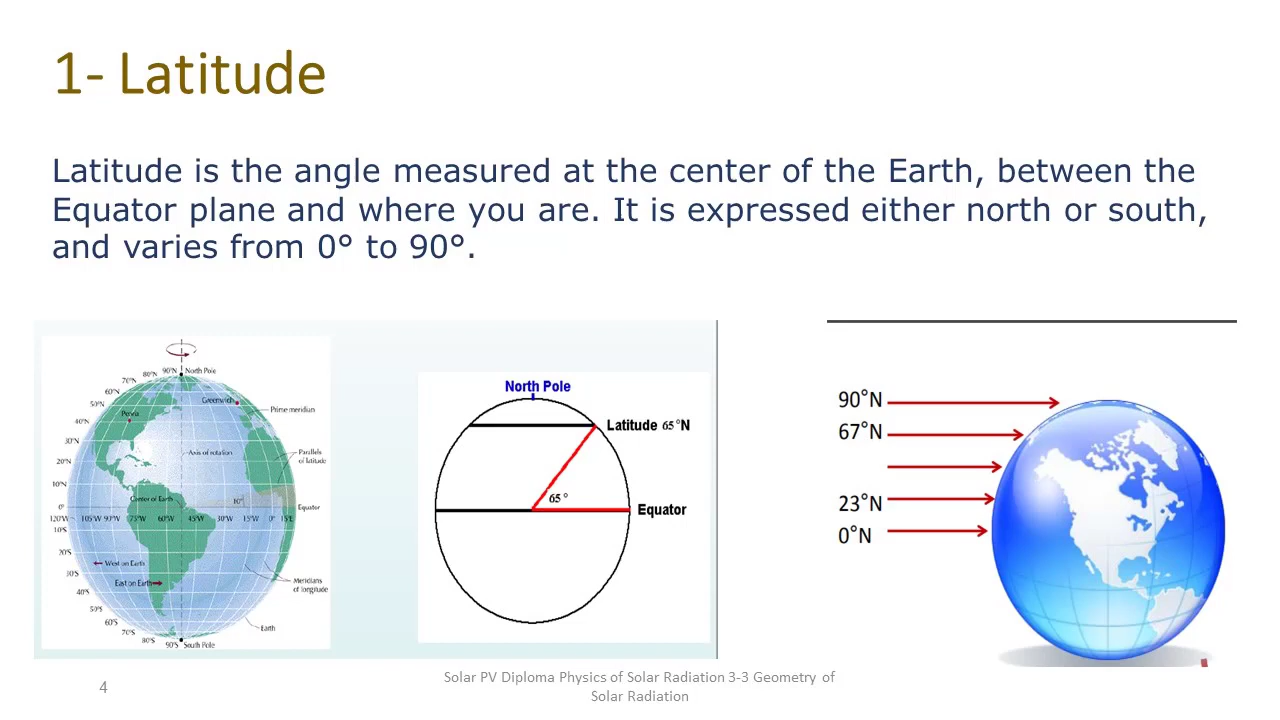 1- Latitude
Latitude is the angle measured at the center of the Earth, between the
Equator plane and where you are. It is expressed either north or south,
and varies from 0° to 90°.
90°N North Pole
80°N
70°N
60°N
50°N
40°N
30°N
20°N
10°N
0°
Greenwich
Prime meridian
Peoria
Axis of rotation
Parallels
of latitude
Center of Earth
10°
Equator
120°W 105°W 90°W 75°W 60°W 45°W 30°W 15°W 0° 15°E
10°S
20°S
30°S
40°S
50°S
60°S
70°S
80°S
90°S South Pole
West on Earth
East on Earth
Meridians
of longitude
Earth
North Pole
Latitude 65°N
65°
Equator
90°N
67°N
23°N
0°N
4
Solar PV Diploma Physics of Solar Radiation 3-3 Geometry of
Solar Radiation